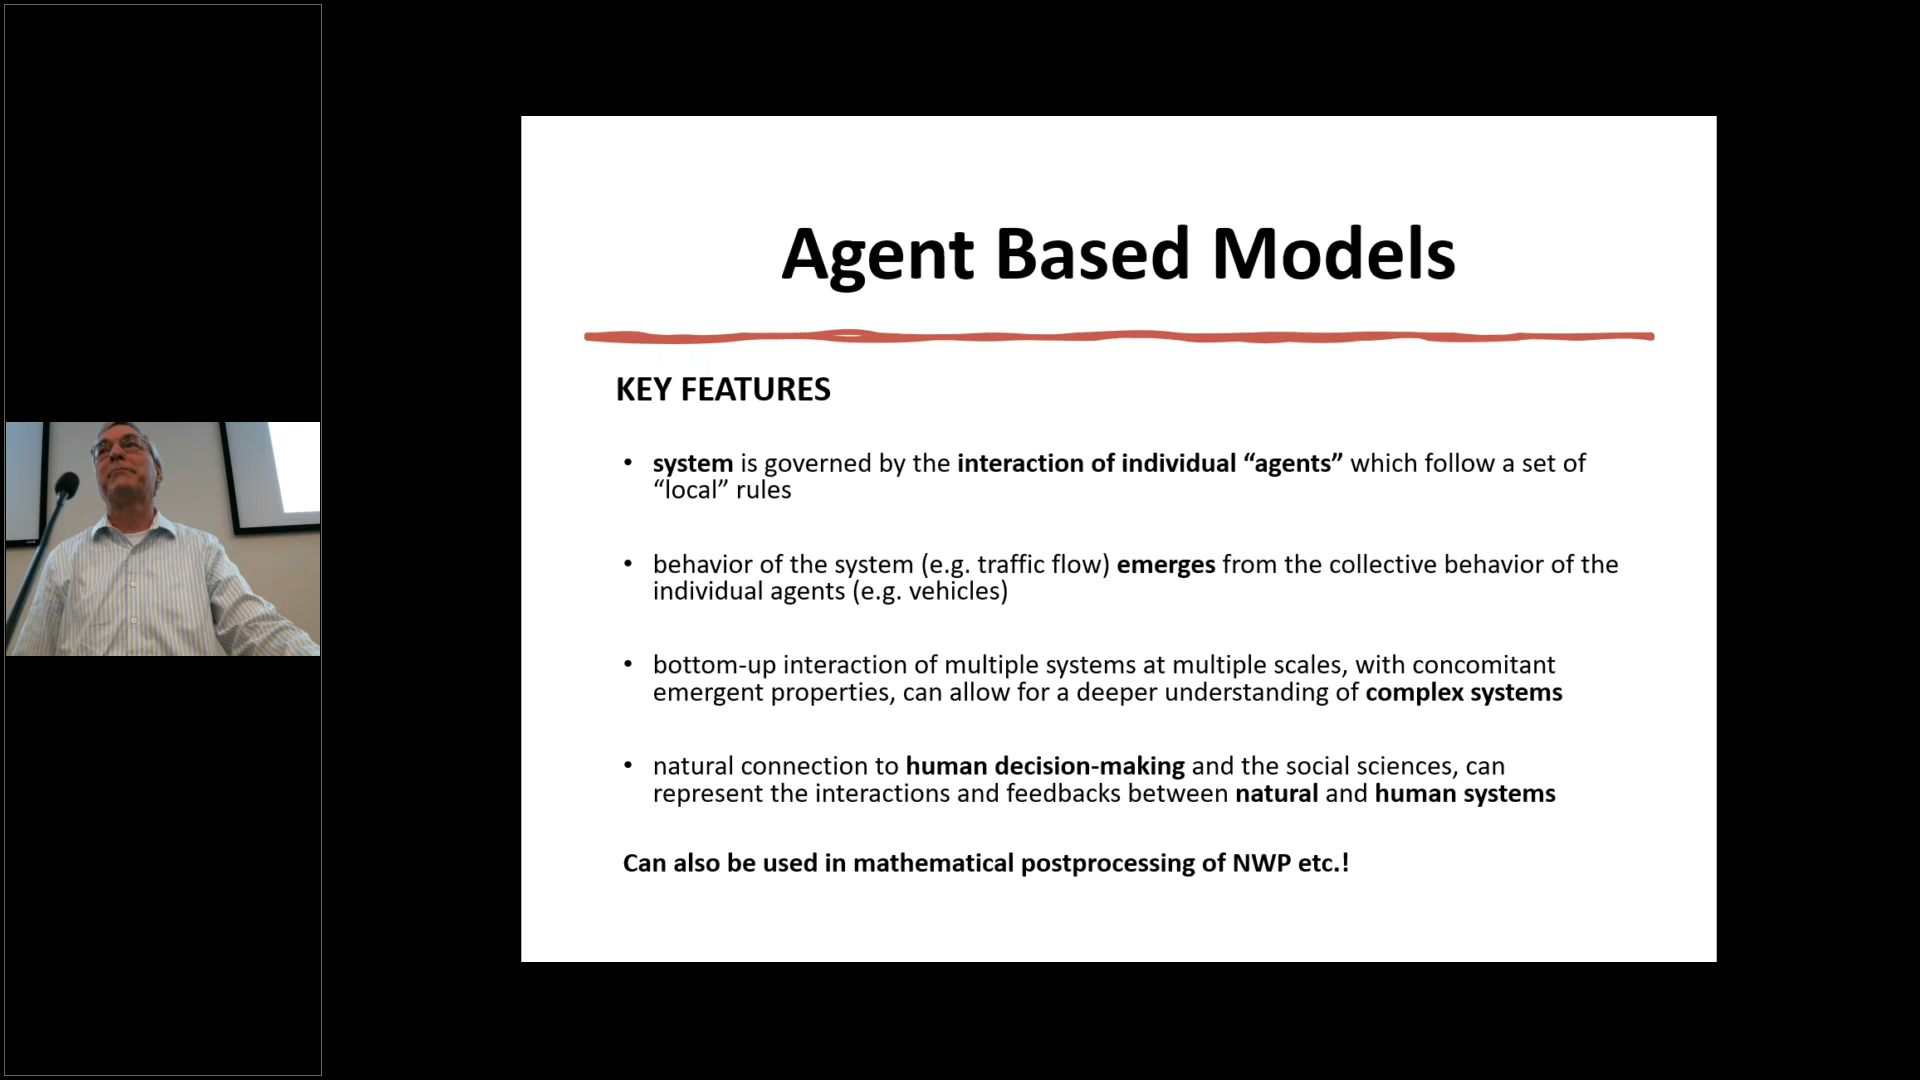 Agent Based Models
KEY FEATURES
• system is governed by the interaction of individual “agents” which follow a set of
“local” rules
• behavior of the system (e.g. traffic flow) emerges from the collective behavior of the
individual agents (e.g. vehicles)
• bottom-up interaction of multiple systems at multiple scales, with concomitant
emergent properties, can allow for a deeper understanding of complex systems
• natural connection to human decision-making and the social sciences, can
represent the interactions and feedbacks between natural and human systems
Can also be used in mathematical postprocessing of NWP etc.!